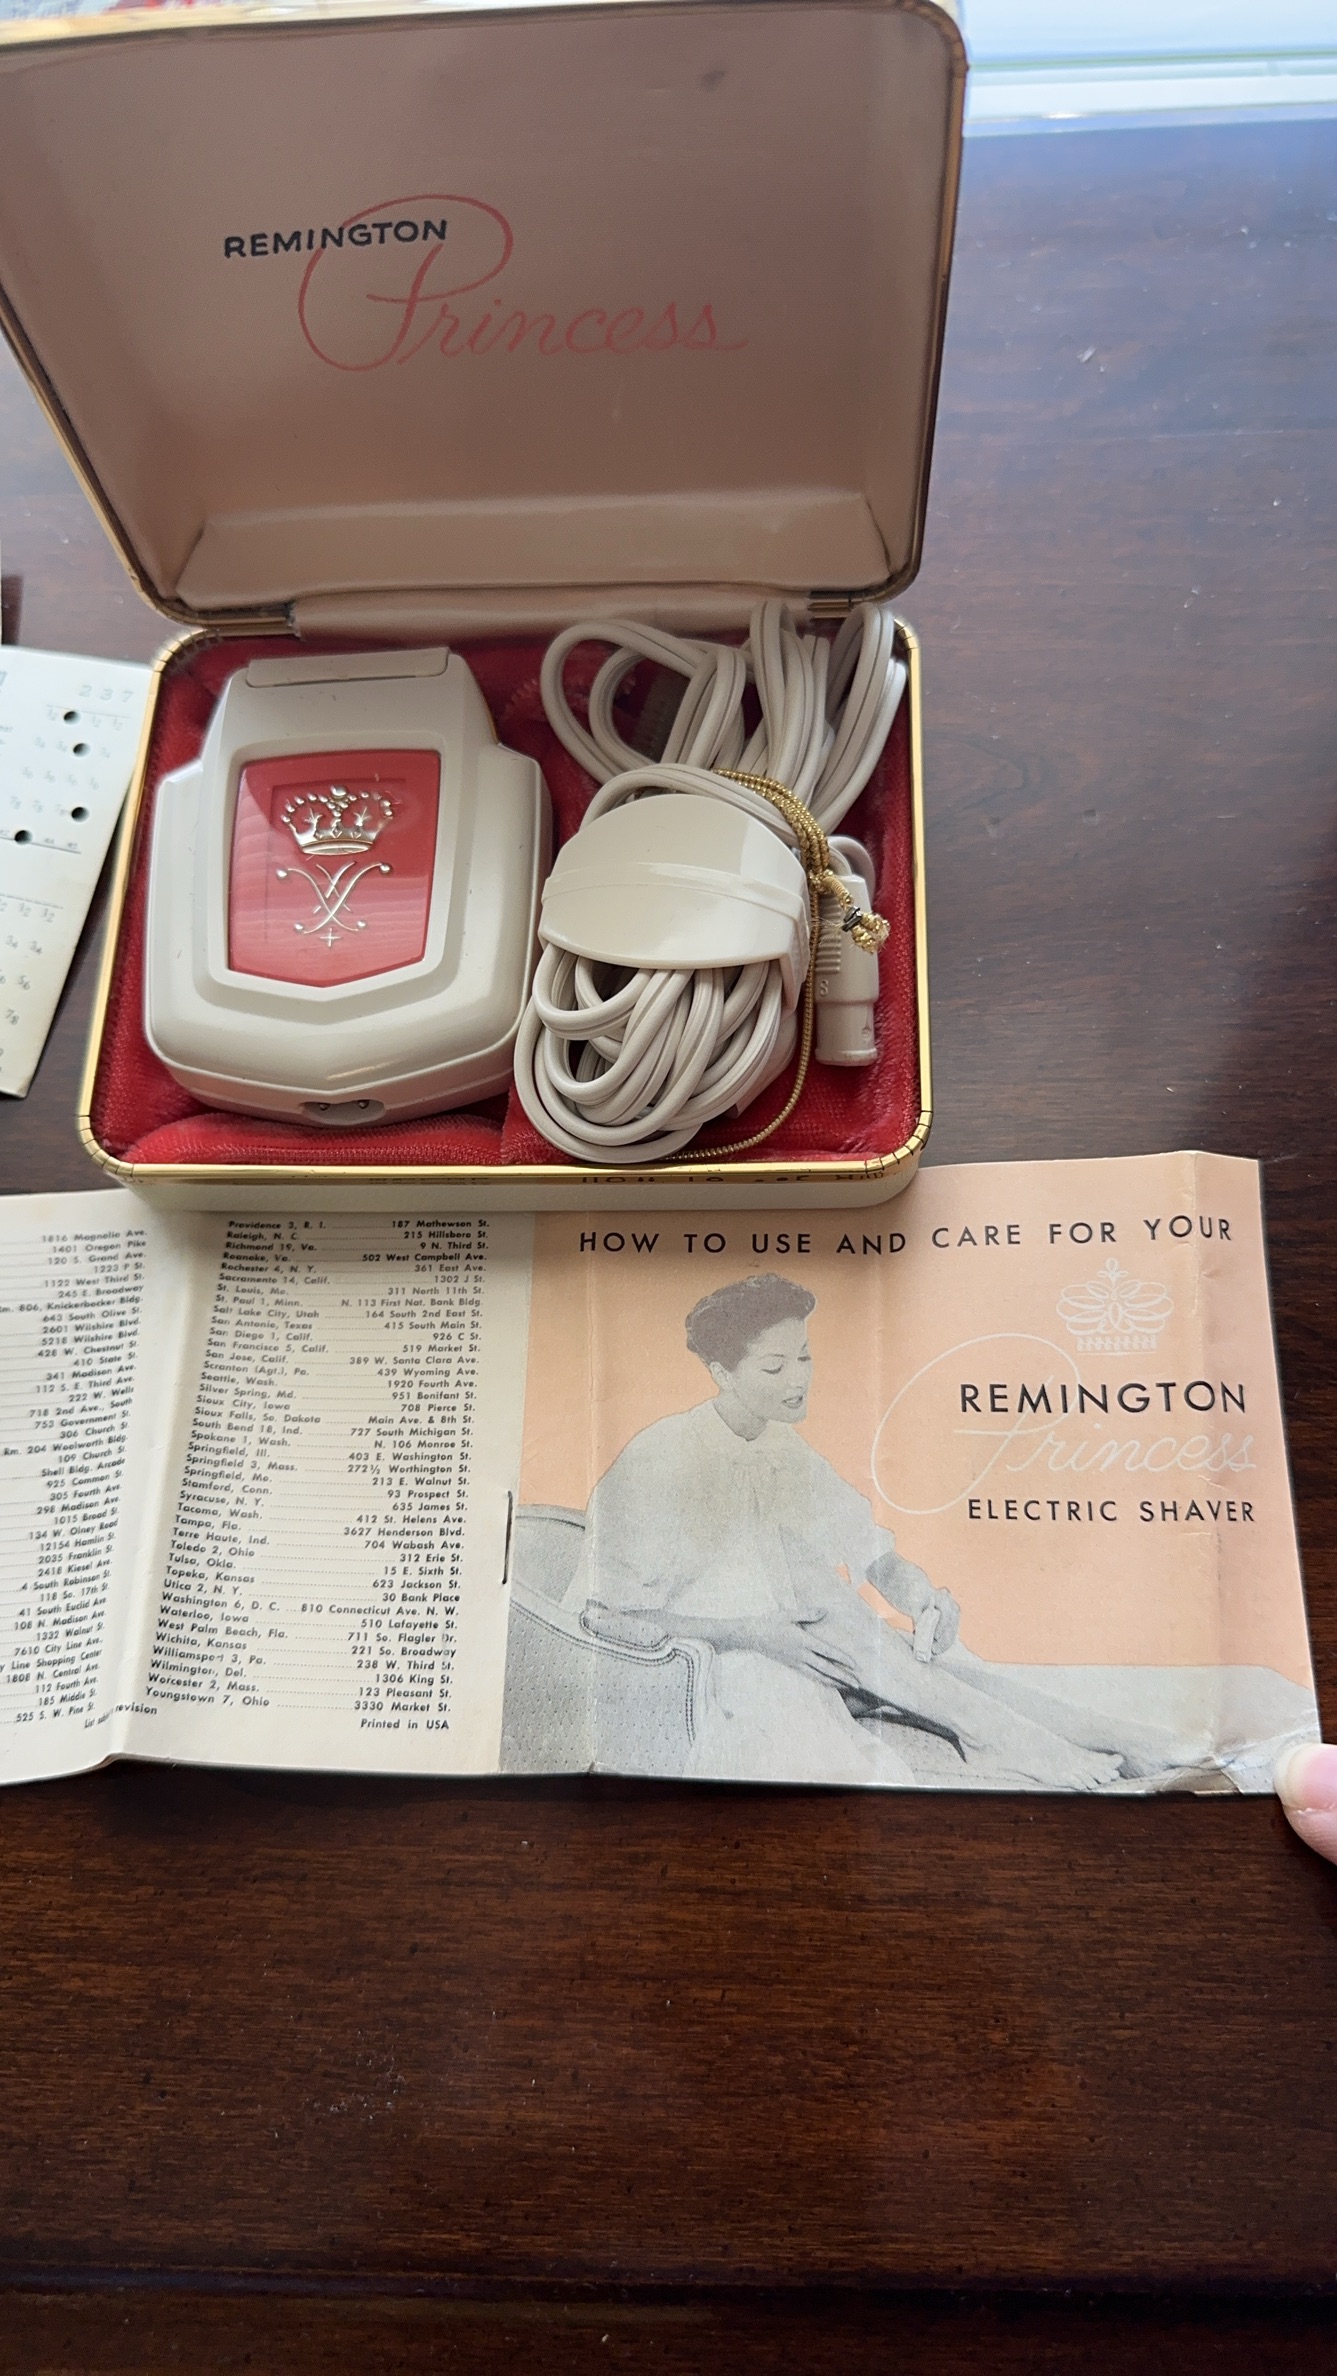 REMINGTON
Princess
2 3 7
S
HOW TO USE AND CARE FOR YOUR
REMINGTON
Princess
ELECTRIC SHAVER
1816 Magnolia Ave.
1401 Oregon Pike
120 S. Grand Ave.
1223 P St.
1122 West Third St.
245 E. Broadway
Rm. 806, Knickerbocker Bldg.
643 South Olive St.
2601 Wilshire Blvd.
5218 Wilshire Blvd.
428 W. Chestnut St.
410 State St.
341 Madison Ave.
112 S. E. Third Ave.
222 W. Wells
718 2nd Ave., South
753 Government St.
306 Church St.
Rm. 204 Woolworth Bldg.
109 Church St.
Shell Bldg. Arcade
925 Common St.
305 Fourth Ave.
298 Madison Ave.
1015 Broad St.
134 W. Olney Road
12154 Hamlin St.
2035 Franklin St.
2418 Kiesel Ave.
4 South Robinson St.
118 So. 17th St.
41 South Euclid Ave.
108 N. Madison Ave.
1332 Walnut St.
7610 City Line Ave.
y Line Shopping Center
1808 N. Central Ave.
112 Fourth Ave.
185 Middle St.
525 S. W. Pine St.
List revision
Providence 3, R. I. 187 Mathewson St.
Raleigh, N. C. 215 Hillsboro St.
Richmond 19, Va. 9 N. Third St.
Roanoke, Va. 502 West Campbell Ave.
Rochester 4, N. Y. 361 East Ave.
Sacramento 14, Calif. 1302 J St.
St. Louis, Mo. 311 North 11th St.
St. Paul 1, Minn. N. 113 First Nat. Bank Bldg.
Salt Lake City, Utah 164 South 2nd East St.
San Antonio, Texas 415 South Main St.
San Diego 1, Calif. 926 C St.
San Francisco 5, Calif. 519 Market St.
San Jose, Calif. 389 W. Santa Clara Ave.
Scranton (Agt.), Pa. 439 Wyoming Ave.
Seattle, Wash. 1920 Fourth Ave.
Silver Spring, Md. 951 Bonifant St.
Sioux City, Iowa 708 Pierce St.
Sioux Falls, So. Dakota Main Ave. & 8th St.
South Bend 18, Ind. 727 South Michigan St.
Spokane 1, Wash. N. 106 Monroe St.
Springfield, Ill. 403 E. Washington St.
Springfield 3, Mass. 272½ Worthington St.
Springfield, Mo. 213 E. Walnut St.
Stamford, Conn. 93 Prospect St.
Syracuse, N. Y. 635 James St.
Tacoma, Wash. 412 St. Helens Ave.
Tampa, Fla. 3627 Henderson Blvd.
Terre Haute, Ind. 704 Wabash Ave.
Toledo 2, Ohio 312 Erie St.
Tulsa, Okla. 15 E. Sixth St.
Topeka, Kansas 623 Jackson St.
Utica 2, N. Y. 30 Bank Place
Washington 6, D. C. 810 Connecticut Ave. N. W.
Waterloo, Iowa 510 Lafayette St.
West Palm Beach, Fla. 711 So. Flagler Dr.
Wichita, Kansas 221 So. Broadway
Williamsport 3, Pa. 238 W. Third St.
Wilmington, Del. 1306 King St.
Worcester 2, Mass. 123 Pleasant St.
Youngstown 7, Ohio 3330 Market St.
Printed in USA